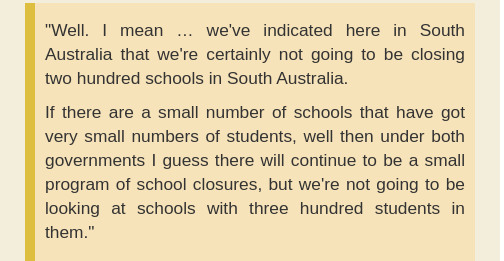 "Well. I mean … we've indicated here in South
Australia that we're certainly not going to be closing
two hundred schools in South Australia.
If there are a small number of schools that have got
very small numbers of students, well then under both
governments I guess there will continue to be a small
program of school closures, but we're not going to be
looking at schools with three hundred students in
them."